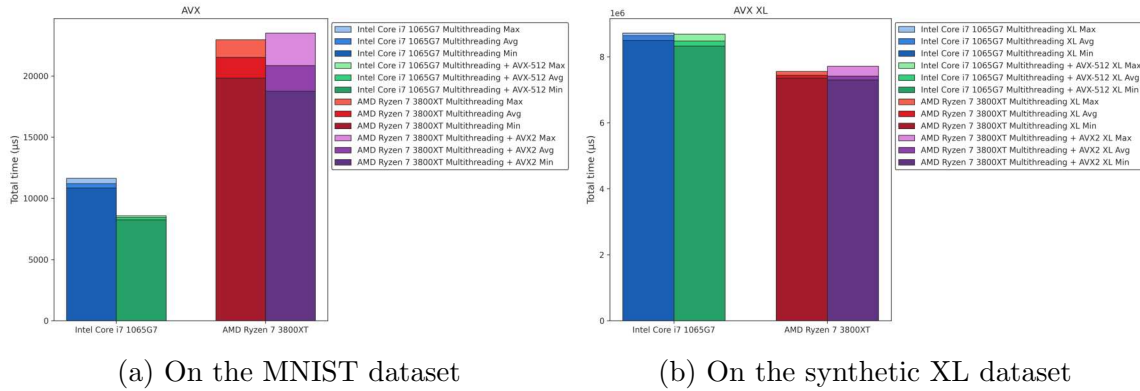 AVX
Total time (μs)
20000
15000
10000
5000
0
Intel Core i7 1065G7
AMD Ryzen 7 3800XT
Intel Core i7 1065G7 Multithreading Max
Intel Core i7 1065G7 Multithreading Avg
Intel Core i7 1065G7 Multithreading Min
Intel Core i7 1065G7 Multithreading + AVX-512 Max
Intel Core i7 1065G7 Multithreading + AVX-512 Avg
Intel Core i7 1065G7 Multithreading + AVX-512 Min
AMD Ryzen 7 3800XT Multithreading Max
AMD Ryzen 7 3800XT Multithreading Avg
AMD Ryzen 7 3800XT Multithreading Min
AMD Ryzen 7 3800XT Multithreading + AVX2 Max
AMD Ryzen 7 3800XT Multithreading + AVX2 Avg
AMD Ryzen 7 3800XT Multithreading + AVX2 Min
(a) On the MNIST dataset
AVX XL
1e6
Total time (μs)
8
6
4
2
0
Intel Core i7 1065G7
AMD Ryzen 7 3800XT
Intel Core i7 1065G7 Multithreading XL Max
Intel Core i7 1065G7 Multithreading XL Avg
Intel Core i7 1065G7 Multithreading XL Min
Intel Core i7 1065G7 Multithreading + AVX-512 XL Max
Intel Core i7 1065G7 Multithreading + AVX-512 XL Avg
Intel Core i7 1065G7 Multithreading + AVX-512 XL Min
AMD Ryzen 7 3800XT Multithreading XL Max
AMD Ryzen 7 3800XT Multithreading XL Avg
AMD Ryzen 7 3800XT Multithreading XL Min
AMD Ryzen 7 3800XT Multithreading + AVX2 XL Max
AMD Ryzen 7 3800XT Multithreading + AVX2 XL Avg
AMD Ryzen 7 3800XT Multithreading + AVX2 XL Min
(b) On the synthetic XL dataset